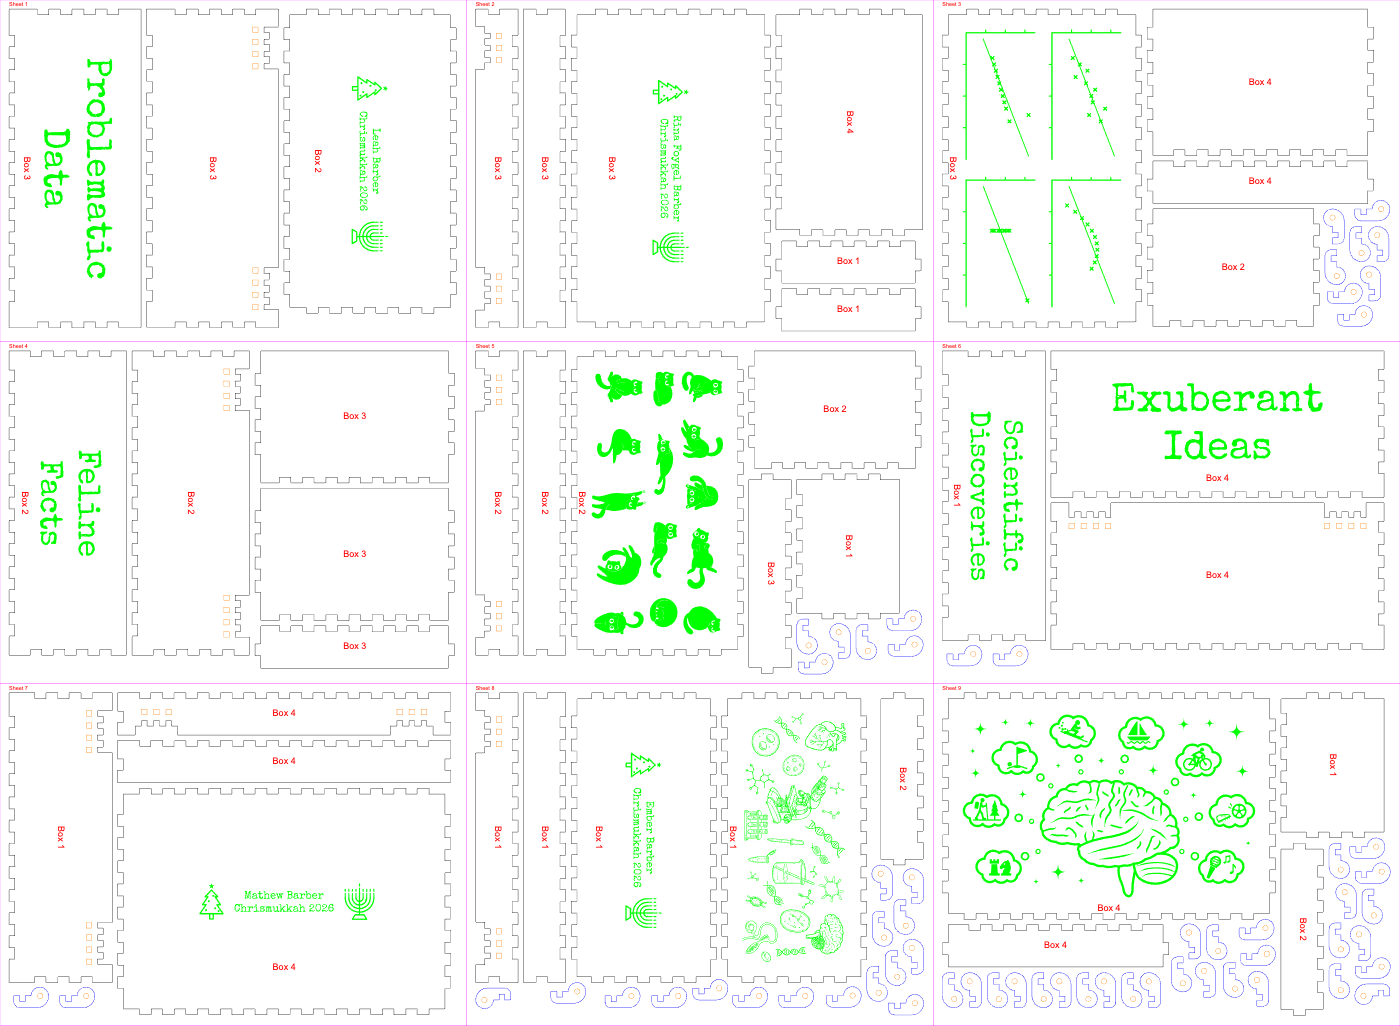 Sheet 1
Problematic
Data
Box 3
Box 3
Box 2
Leah Barber
Chrismukkah 2026
Sheet 2
Box 3
Box 3
Box 3
Rina Foygel Barber
Chrismukkah 2026
Box 4
Box 1
Box 1
Sheet 3
Box 3
Box 4
Box 4
Box 2
Sheet 4
Feline
Facts
Box 2
Box 2
Box 3
Box 3
Box 3
Sheet 5
Box 2
Box 2
Box 2
Box 2
Box 3
Box 1
Sheet 6
Scientific
Discoveries
Box 1
Exuberant
Ideas
Box 4
Box 4
Sheet 7
Box 1
Box 4
Box 4
Mathew Barber
Chrismukkah 2026
Box 4
Sheet 8
Box 1
Box 1
Box 1
Ember Barber
Chrismukkah 2026
Box 1
Box 2
Sheet 9
Box 4
Box 4
Box 1
Box 2